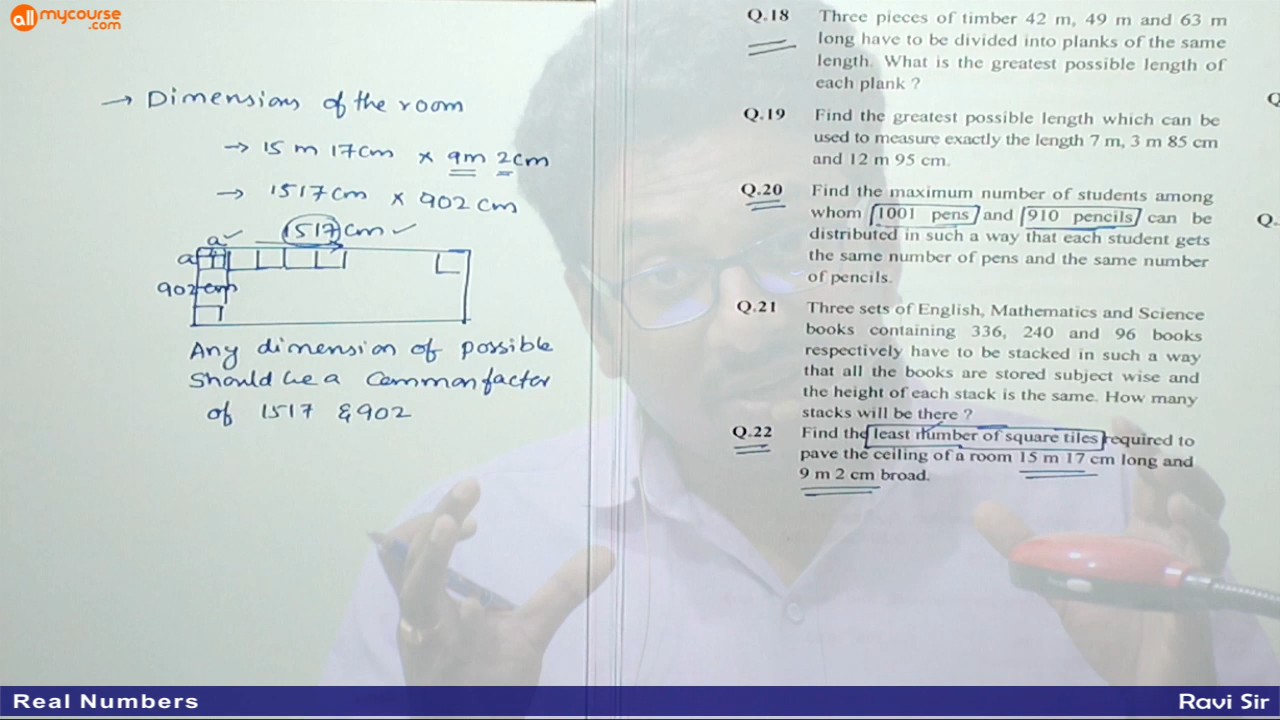 allmycourse.com
→ Dimensions of the room
→ 15 m 17cm × 9m 2cm
→ 1517cm × 902 cm
1517 cm
a
a
902 cm
Any dimension of possible
should be a common factor
of 1517 & 902
Q.18 Three pieces of timber 42 m, 49 m and 63 m
long have to be divided into planks of the same
length. What is the greatest possible length of
each plank ?
Q.19 Find the greatest possible length which can be
used to measure exactly the length 7 m, 3 m 85 cm
and 12 m 95 cm.
Q.20 Find the maximum number of students among
whom 1001 pens and 910 pencils can be
distributed in such a way that each student gets
the same number of pens and the same number
of pencils.
Q.21 Three sets of English, Mathematics and Science
books containing 336, 240 and 96 books
respectively have to be stacked in such a way
that all the books are stored subject wise and
the height of each stack is the same. How many
stacks will be there ?
Q.22 Find the least number of square tiles required to
pave the ceiling of a room 15 m 17 cm long and
9 m 2 cm broad.
Q
Q.
Real Numbers
Ravi Sir